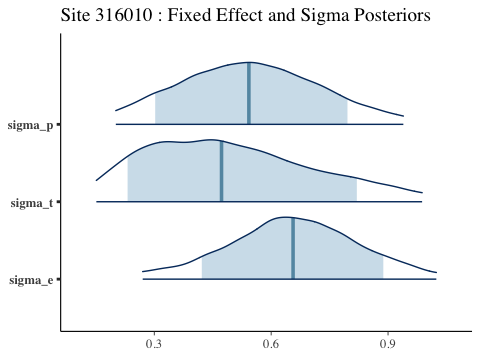 Site 316010 : Fixed Effect and Sigma Posteriors
sigma_p
sigma_t
sigma_e
0.3 0.6 0.9